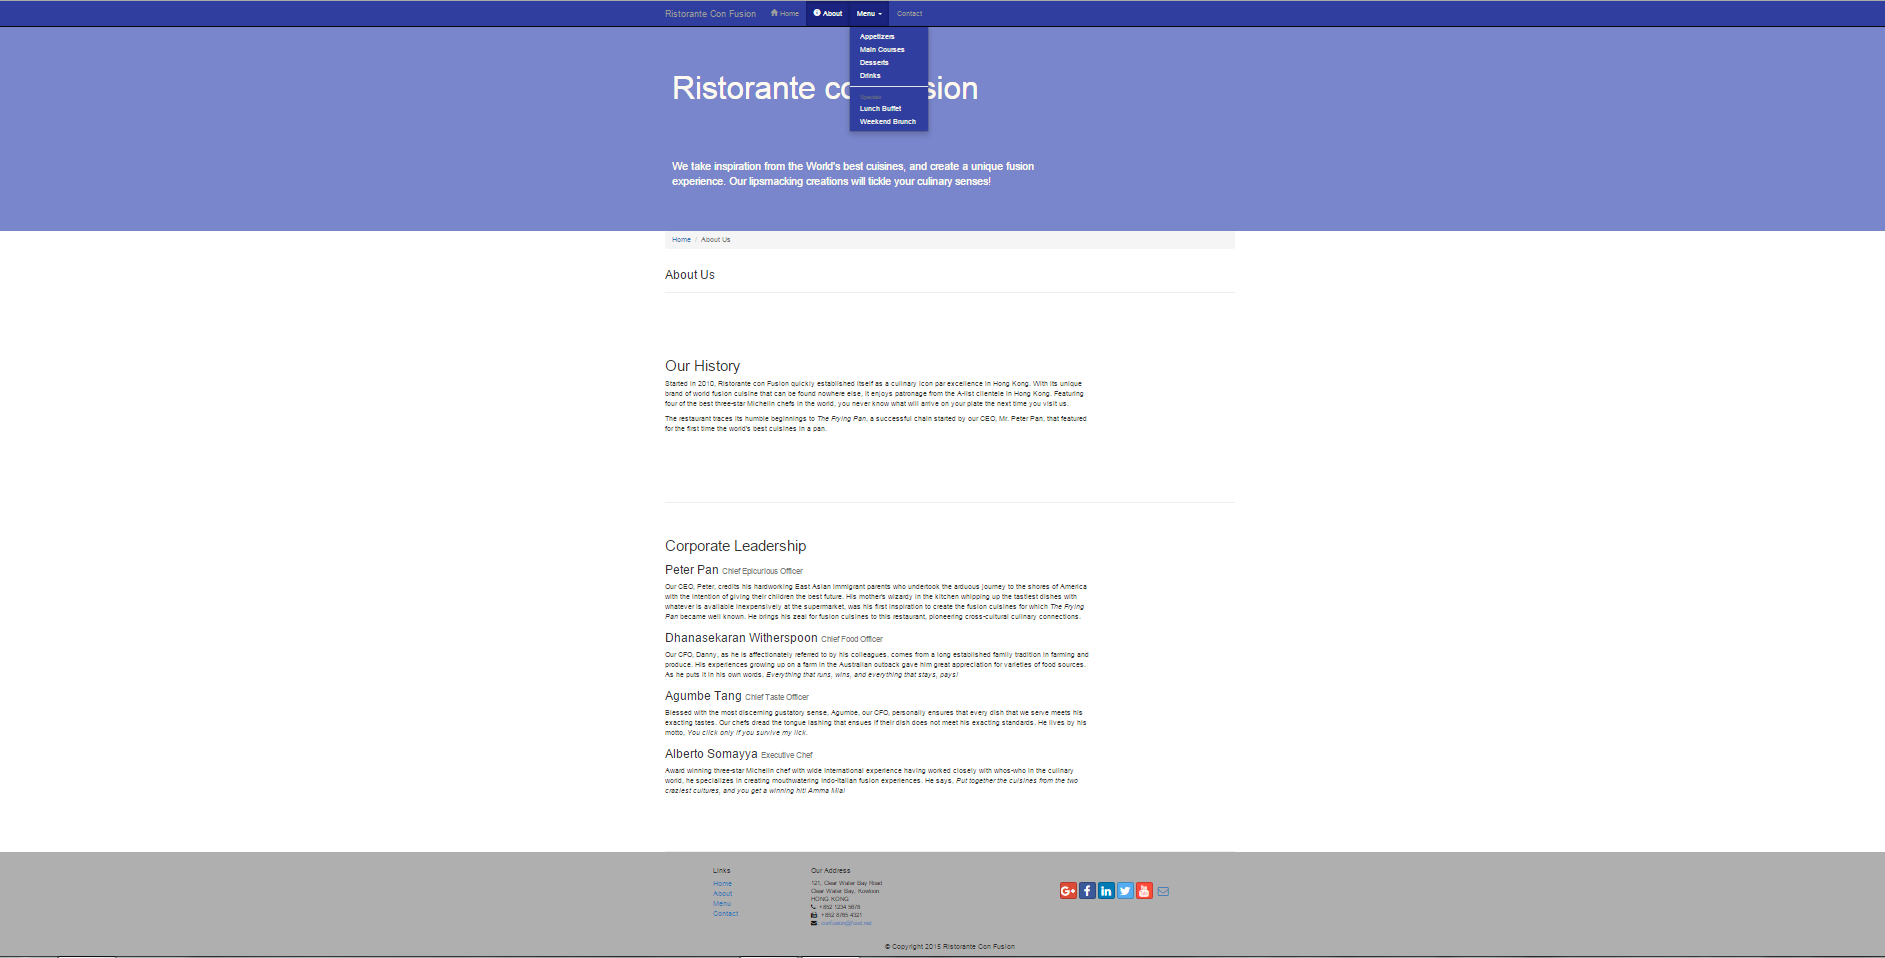 Ristorante Con Fusion Home About Menu Contact
Appetizers
Main Courses
Desserts
Drinks
Specials
Lunch Buffet
Weekend Brunch
Ristorante co sion
We take inspiration from the World's best cuisines, and create a unique fusion
experience. Our lipsmacking creations will tickle your culinary senses!
Home / About Us
About Us
Our History
Started in 2010, Ristorante con Fusion quickly established itself as a culinary icon par excellence in Hong Kong. With its unique
brand of world fusion cuisine that can be found nowhere else, it enjoys patronage from the A-list clientele in Hong Kong. Featuring
four of the best three-star Michelin chefs in the world, you never know what will arrive on your plate the next time you visit us.
The restaurant traces its humble beginnings to The Frying Pan, a successful chain started by our CEO, Mr. Peter Pan, that featured
for the first time the world's best cuisines in a pan.
Corporate Leadership
Peter Pan Chief Epicurious Officer
Our CEO, Peter, credits his hardworking East Asian immigrant parents who undertook the arduous journey to the shores of America
with the intention of giving their children the best future. His mother's wizardy in the kitchen whipping up the tastiest dishes with
whatever is available inexpensively at the supermarket, was his first inspiration to create the fusion cuisines for which The Frying
Pan became well known. He brings his zeal for fusion cuisines to this restaurant, pioneering cross-cultural culinary connections.
Dhanasekaran Witherspoon Chief Food Officer
Our CFO, Danny, as he is affectionately referred to by his colleagues, comes from a long established family tradition in farming and
produce. His experiences growing up on a farm in the Australian outback gave him great appreciation for varieties of food sources.
As he puts it in his own words, Everything that runs, wins, and everything that stays, pays!
Agumbe Tang Chief Taste Officer
Blessed with the most discerning gustatory sense, Agumbe, our CFO, personally ensures that every dish that we serve meets his
exacting tastes. Our chefs dread the tongue lashing that ensues if their dish does not meet his exacting standards. He lives by his
motto, You click only if you survive my lick.
Alberto Somayya Executive Chef
Award winning three-star Michelin chef with wide International experience having worked closely with whos-who in the culinary
world, he specializes in creating mouthwatering Indo-Italian fusion experiences. He says, Put together the cuisines from the two
craziest cultures, and you get a winning hit! Amma Mia!
Links
Home
About
Menu
Contact
Our Address
121, Clear Water Bay Road
Clear Water Bay, Kowloon
HONG KONG
: +852 1234 5678
: +852 8765 4321
: confusion@food.net
© Copyright 2015 Ristorante Con Fusion